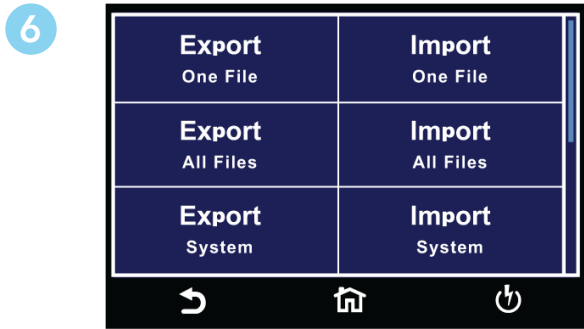 6
Export Import
One File One File
Export Import
All Files All Files
Export Import
System System